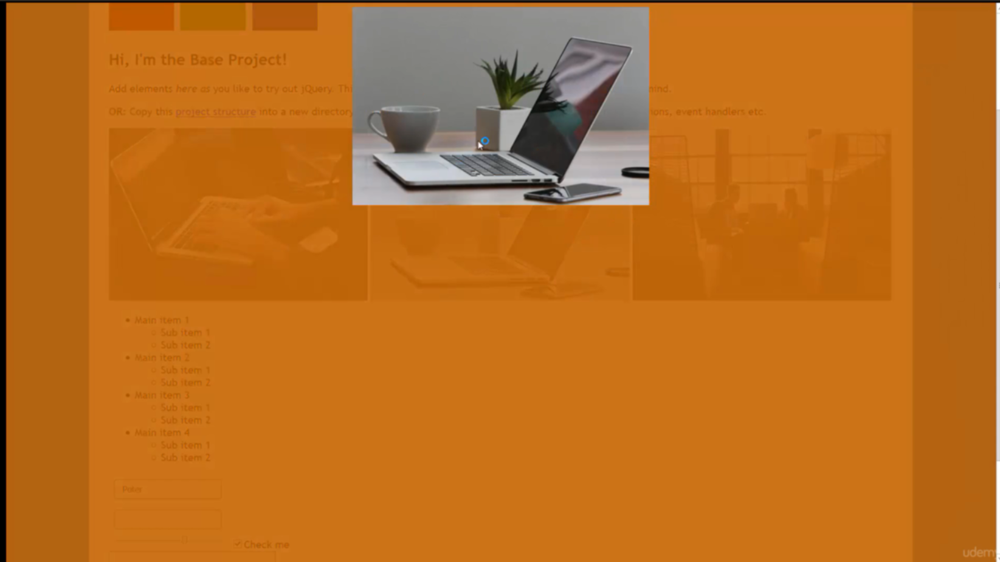 Hi, I'm the Base Project!
Add elements here as you like to try out jQuery. Thi
OR: Copy this project structure into a new directory ions, event handlers etc.
Main item 1
Sub item 1
Sub item 2
Main item 2
Sub item 1
Sub item 2
Main item 3
Sub item 1
Sub item 2
Main item 4
Sub item 1
Sub item 2
Peter
Check me
udemy